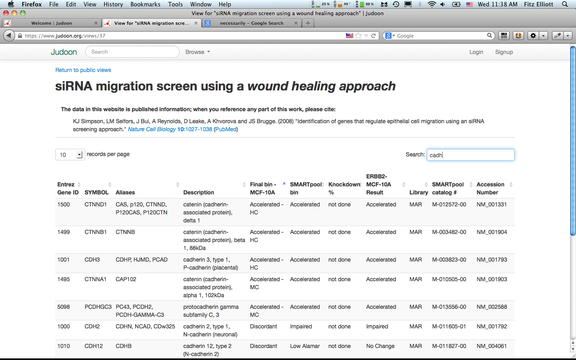 Firefox File Edit View History Bookmarks Tools Window Help Wed 11:38 AM Fitz Elliott
View for "siRNA migration screen using a wound healing approach" | Judoon
Welcome | Judoon
View for "siRNA migration scre...
necessarily - Google Search
https://www.judoon.org/views/37
Google
Judoon Search Browse Login Signup
Return to public views
siRNA migration screen using a wound healing approach
The data in this website is published information; when you reference any part of this work, please cite:
KJ Simpson, LM Selfors, J Bui, A Reynolds, D Leake, A Khvorova and JS Brugge. (2008) "Identification of genes that regulate epithelial cell migration using an siRNA
screening approach." Nature Cell Biology 10:1027-1038 (PubMed)
10 records per page Search: cadh
Entrez Gene ID SYMBOL Aliases Description Final bin - MCF-10A SMARTpool bin Knockdown % ERBB2- MCF-10A Result Library SMARTpool catalog # Accession Number
1500 CTNND1 CAS, p120, CTNND, P120CAS, P120CTN catenin (cadherin-associated protein), delta 1 Accelerated - HC Accelerated not done Accelerated MAR M-012572-00 NM_001331
1499 CTNNB1 CTNNB catenin (cadherin-associated protein), beta 1, 88kDa Accelerated - HC Accelerated not done Accelerated MAR M-003482-00 NM_001904
1001 CDH3 CDHP, HJMD, PCAD cadherin 3, type 1, P-cadherin (placental) Accelerated - HC Accelerated not done Accelerated MAR M-003823-00 NM_001793
1495 CTNNA1 CAP102 catenin (cadherin-associated protein), alpha 1, 102kDa Accelerated - MC Accelerated not done Accelerated MAR M-010505-00 NM_001903
5098 PCDHGC3 PC43, PCDH2, PCDH-GAMMA-C3 protocadherin gamma subfamily C, 3 Accelerated - MC Accelerated not done Accelerated MAR M-013556-00 NM_002588
1000 CDH2 CDHN, NCAD, CDw325 cadherin 2, type 1, N-cadherin (neuronal) Discordant Impaired not done Impaired MAR M-011605-01 NM_001792
1010 CDH12 CDHB cadherin 12, type 2 (N-cadherin 2) Discordant Low Alamar not done No Change MAR M-011827-00 NM_004061